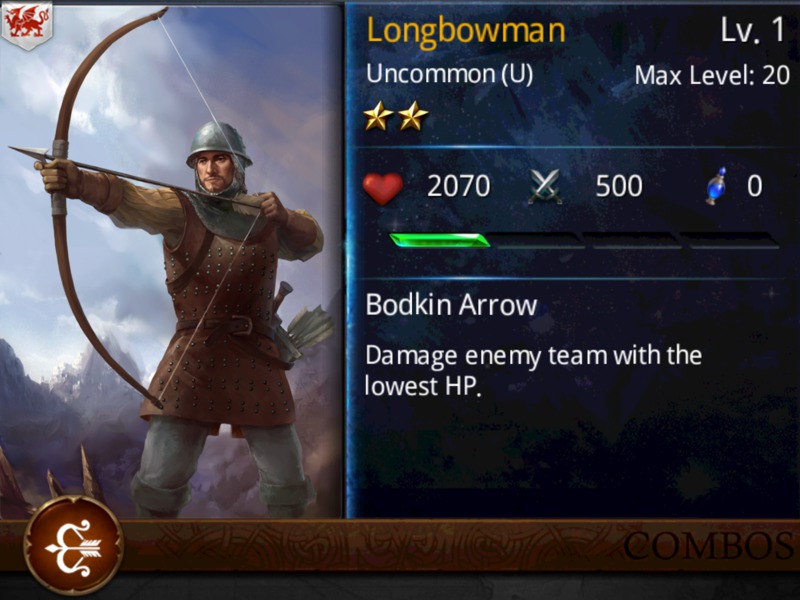 Longbowman
Lv. 1
Uncommon (U)
Max Level: 20
2070
500
0
Bodkin Arrow
Damage enemy team with the
lowest HP.
COMBOS